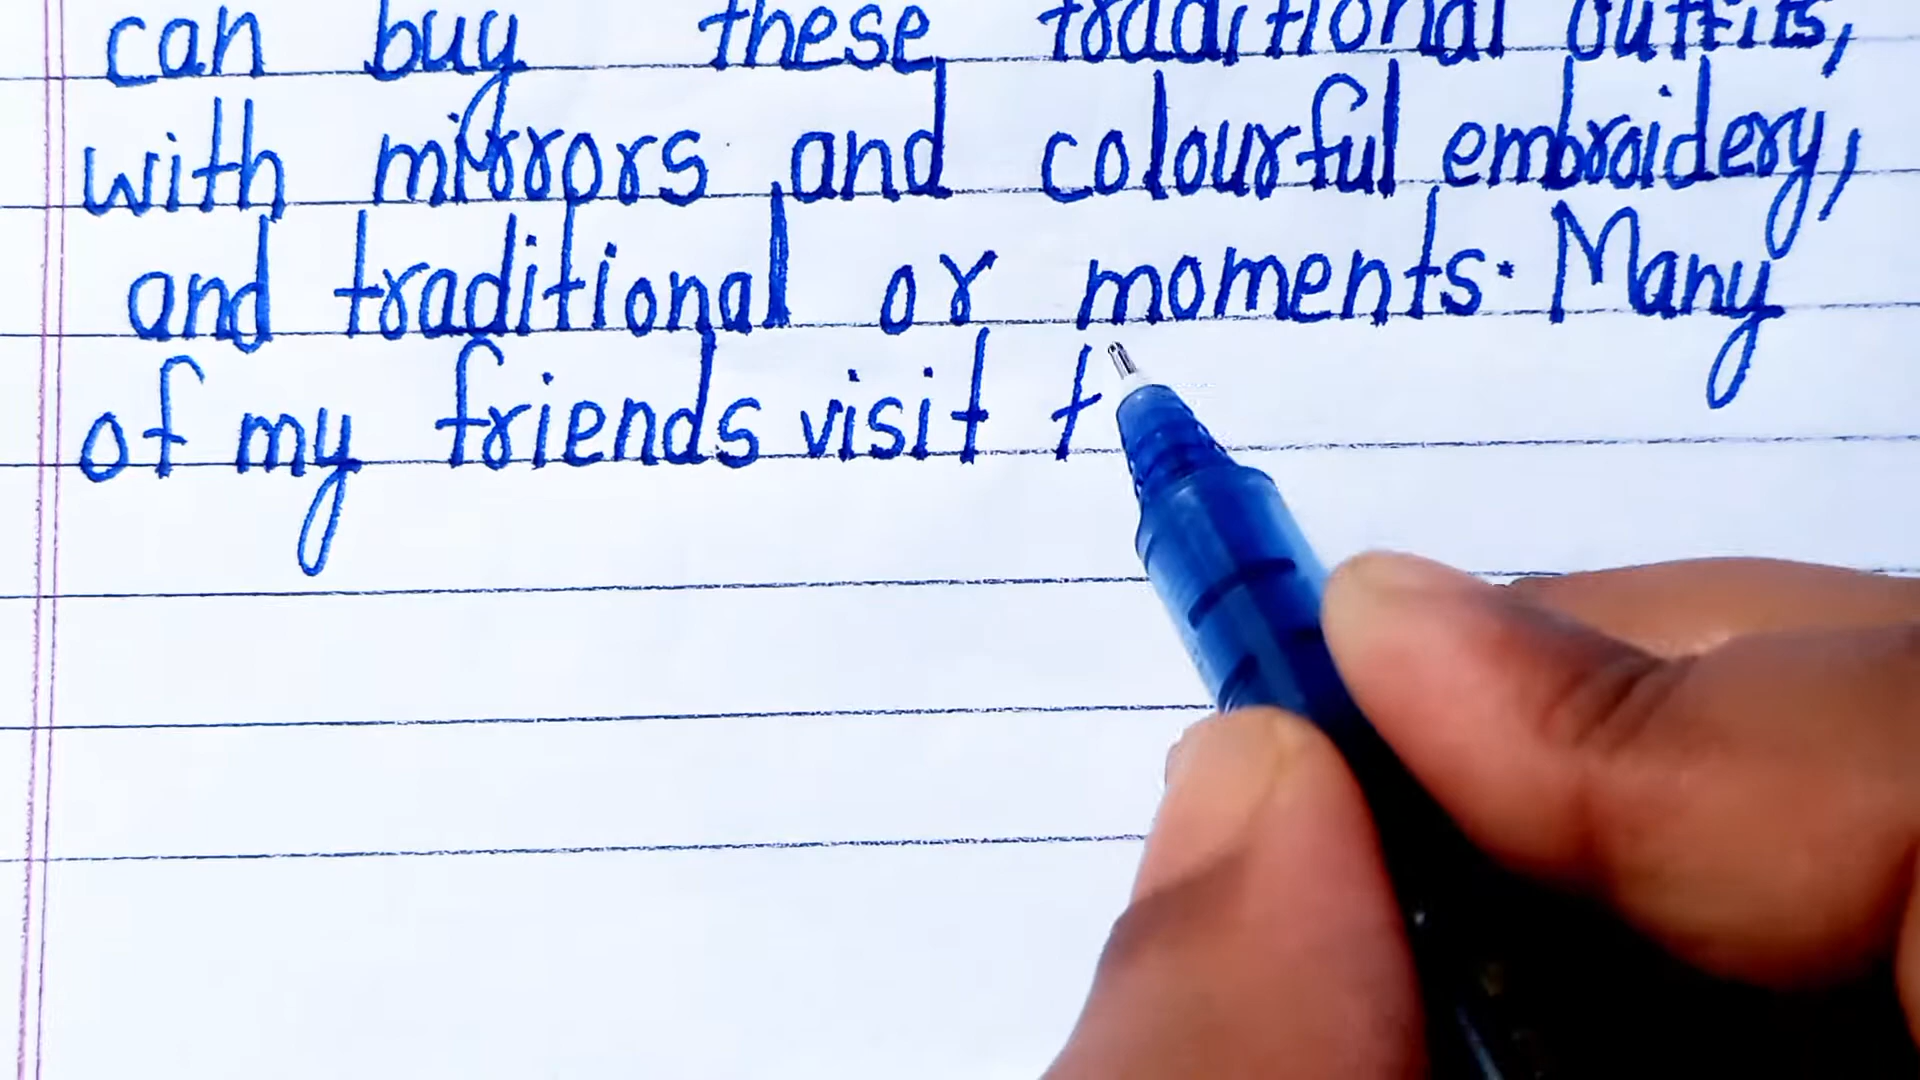 can buy these traditional outfits,
with mirrors and colourful embroidery,
and traditional or moments. Many
of my friends visit t